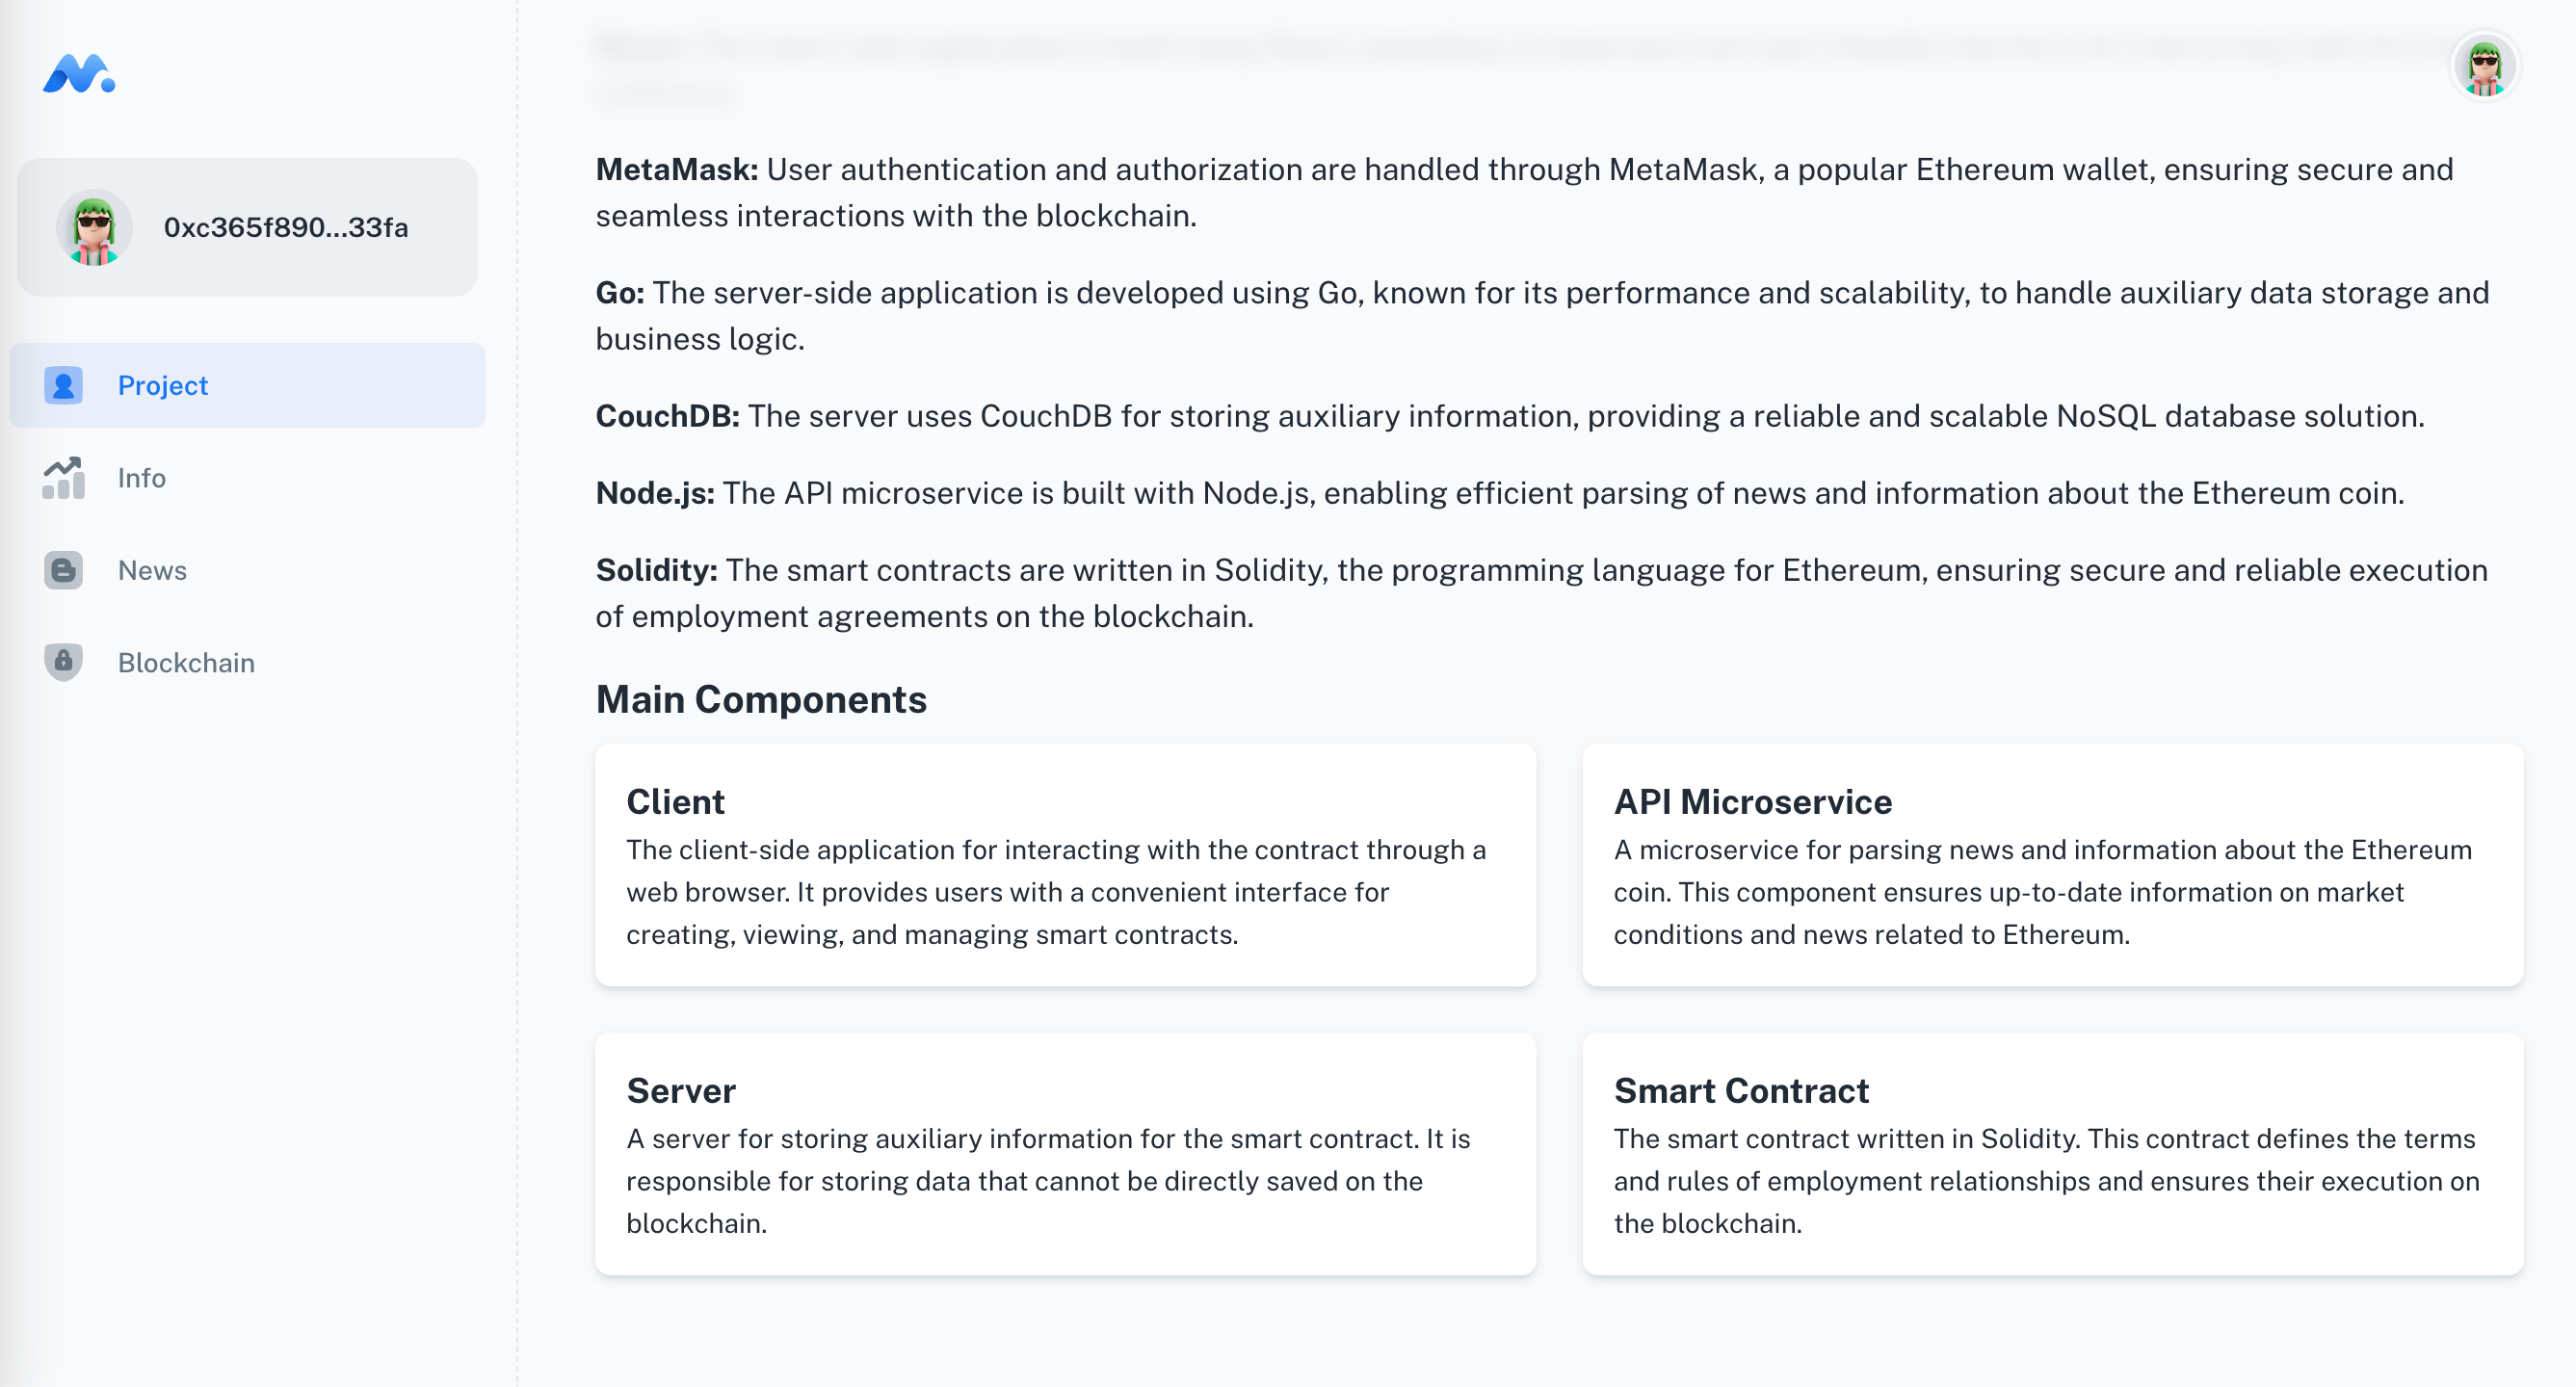 0xc365f890...33fa
Project
Info
News
Blockchain
MetaMask: User authentication and authorization are handled through MetaMask, a popular Ethereum wallet, ensuring secure and
seamless interactions with the blockchain.
Go: The server-side application is developed using Go, known for its performance and scalability, to handle auxiliary data storage and
business logic.
CouchDB: The server uses CouchDB for storing auxiliary information, providing a reliable and scalable NoSQL database solution.
Node.js: The API microservice is built with Node.js, enabling efficient parsing of news and information about the Ethereum coin.
Solidity: The smart contracts are written in Solidity, the programming language for Ethereum, ensuring secure and reliable execution
of employment agreements on the blockchain.
Main Components
Client
The client-side application for interacting with the contract through a
web browser. It provides users with a convenient interface for
creating, viewing, and managing smart contracts.
API Microservice
A microservice for parsing news and information about the Ethereum
coin. This component ensures up-to-date information on market
conditions and news related to Ethereum.
Server
A server for storing auxiliary information for the smart contract. It is
responsible for storing data that cannot be directly saved on the
blockchain.
Smart Contract
The smart contract written in Solidity. This contract defines the terms
and rules of employment relationships and ensures their execution on
the blockchain.